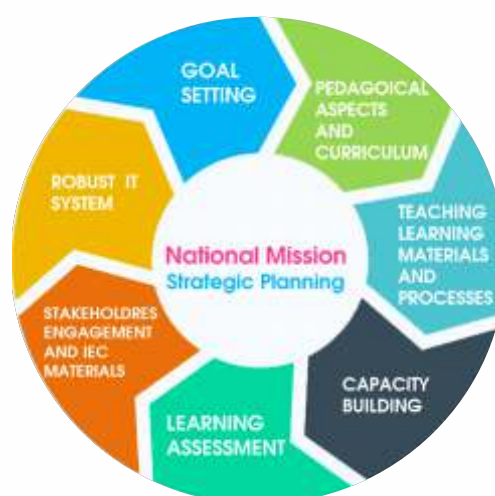 GOAL
SETTING
PEDAGOICAL
ASPECTS
AND
CURRICULUM
TEACHING
LEARNING
MATERIALS
AND
PROCESSES
CAPACITY
BUILDING
LEARNING
ASSESSMENT
STAKEHOLDRES
ENGAGEMENT
AND IEC
MATERIALS
ROBUST IT
SYSTEM
National Mission
Strategic Planning